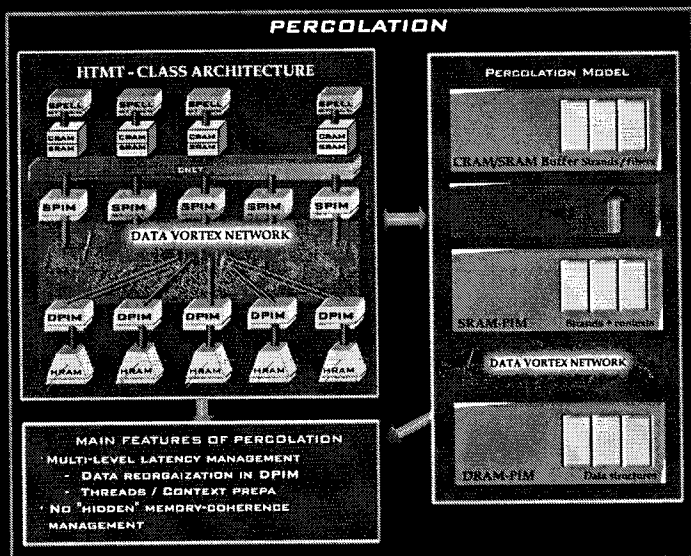 PERCOLATION
HTMT - CLASS ARCHITECTURE
SPELL SPELL SPELL SPELL
CRAM CRAM CRAM CRAM
SRAM SRAM SRAM SRAM
CNET
SPIM SPIM SPIM SPIM SPIM
DATA VORTEX NETWORK
DPIM DPIM DPIM DPIM DPIM
HRAM HRAM HRAM HRAM HRAM
PERCOLATION MODEL
CRAM/SRAM Buffer Strands/fibers
SRAM-PIM Strands + contexts
DATA VORTEX NETWORK
DRAM-PIM Data structures
MAIN FEATURES OF PERCOLATION
· MULTI-LEVEL LATENCY MANAGEMENT
- DATA REORGAIZATION IN DPIM
- THREADS / CONTEXT PREPA
· NO "HIDDEN" MEMORY-COHERENCE
MANAGEMENT